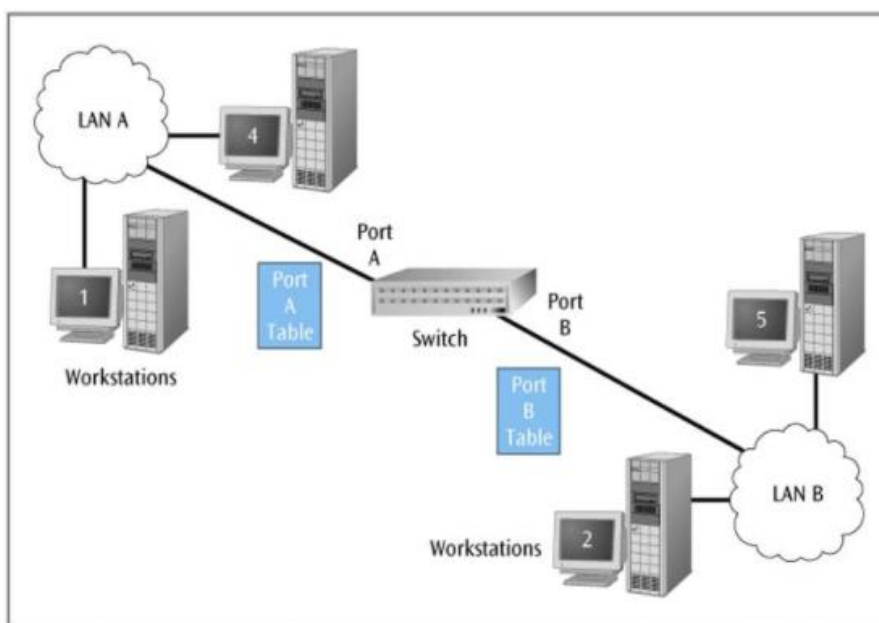 LAN A
4
Port
A
1
Port
A
Table
Port
B
5
Switch
Workstations
Port
B
Table
LAN B
2
Workstations